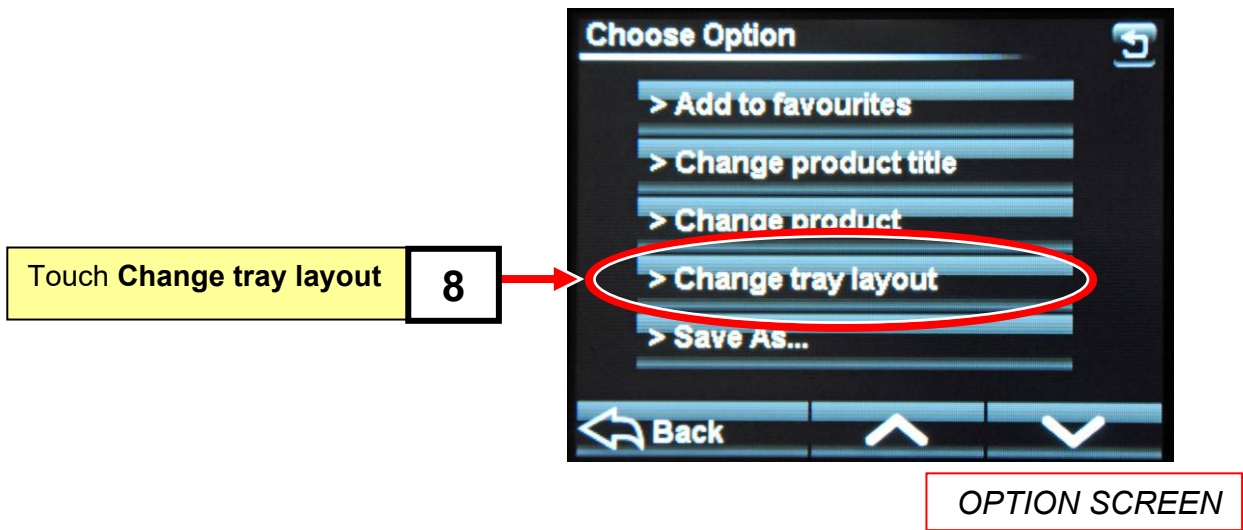 Choose Option
> Add to favourites
> Change product title
> Change product
> Change tray layout
> Save As...
Back
Touch Change tray layout
8
OPTION SCREEN